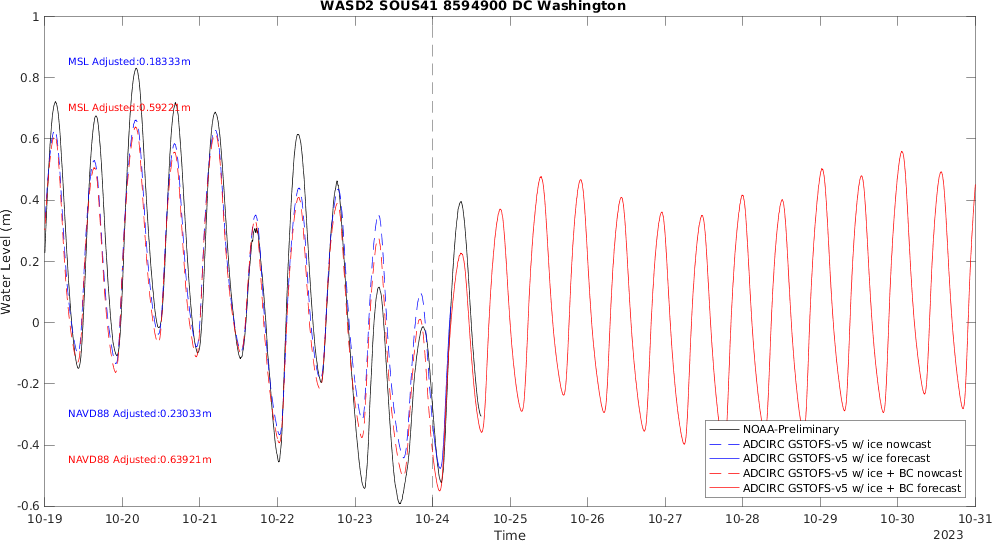 WASD2 SOUS41 8594900 DC Washington
1
0.8
0.6
0.4
0.2
0
-0.2
-0.4
-0.6
Water Level (m)
MSL Adjusted:0.18333m
MSL Adjusted:0.59221m
NAVD88 Adjusted:0.23033m
NAVD88 Adjusted:0.63921m
NOAA-Preliminary
ADCIRC GSTOFS-v5 w/ ice nowcast
ADCIRC GSTOFS-v5 w/ ice forecast
ADCIRC GSTOFS-v5 w/ ice + BC nowcast
ADCIRC GSTOFS-v5 w/ ice + BC forecast
10-19 10-20 10-21 10-22 10-23 10-24 10-25 10-26 10-27 10-28 10-29 10-30 10-31
Time
2023